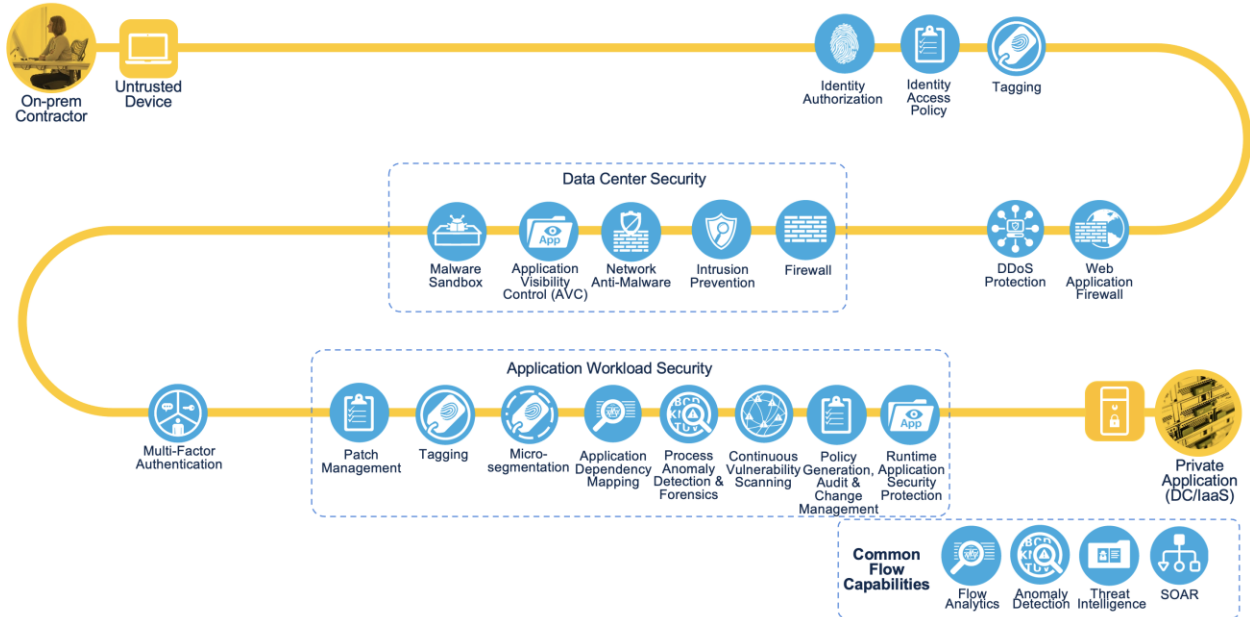 On-prem
Contractor
Untrusted
Device
Identity
Authorization
Identity
Access
Policy
Tagging
Data Center Security
Malware
Sandbox
App
Application
Visibility
Control (AVC)
Network
Anti-Malware
Intrusion
Prevention
Firewall
DDoS
Protection
Web
Application
Firewall
Multi-Factor
Authentication
Application Workload Security
Patch
Management
Tagging
Micro-
segmentation
Application
Dependency
Mapping
Process
Anomaly
Detection &
Forensics
Continuous
Vulnerability
Scanning
Policy
Generation,
Audit &
Change
Management
App
Runtime
Application
Security
Protection
Private
Application
(DC/IaaS)
Common
Flow
Capabilities
Flow
Analytics
Anomaly
Detection
Threat
Intelligence
SOAR